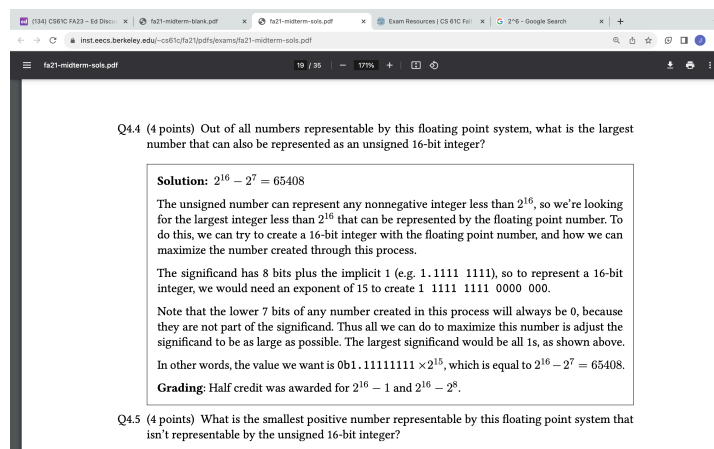 (134) CS61C FA23 – Ed Discus
fa21-midterm-blank.pdf
fa21-midterm-sols.pdf
Exam Resources | CS 61C Fall
2^6 - Google Search
inst.eecs.berkeley.edu/~cs61c/fa21/pdfs/exams/fa21-midterm-sols.pdf
fa21-midterm-sols.pdf
19 / 35
171%
Q4.4 (4 points) Out of all numbers representable by this floating point system, what is the largest
number that can also be represented as an unsigned 16-bit integer?
Solution: 2^16 − 2^7 = 65408
The unsigned number can represent any nonnegative integer less than 2^16, so we're looking
for the largest integer less than 2^16 that can be represented by the floating point number. To
do this, we can try to create a 16-bit integer with the floating point number, and how we can
maximize the number created through this process.
The significand has 8 bits plus the implicit 1 (e.g. 1.1111 1111), so to represent a 16-bit
integer, we would need an exponent of 15 to create 1 1111 1111 0000 000.
Note that the lower 7 bits of any number created in this process will always be 0, because
they are not part of the significand. Thus all we can do to maximize this number is adjust the
significand to be as large as possible. The largest significand would be all 1s, as shown above.
In other words, the value we want is 0b1.11111111 ×2^15, which is equal to 2^16 − 2^7 = 65408.
Grading: Half credit was awarded for 2^16 − 1 and 2^16 − 2^8.
Q4.5 (4 points) What is the smallest positive number representable by this floating point system that
isn't representable by the unsigned 16-bit integer?